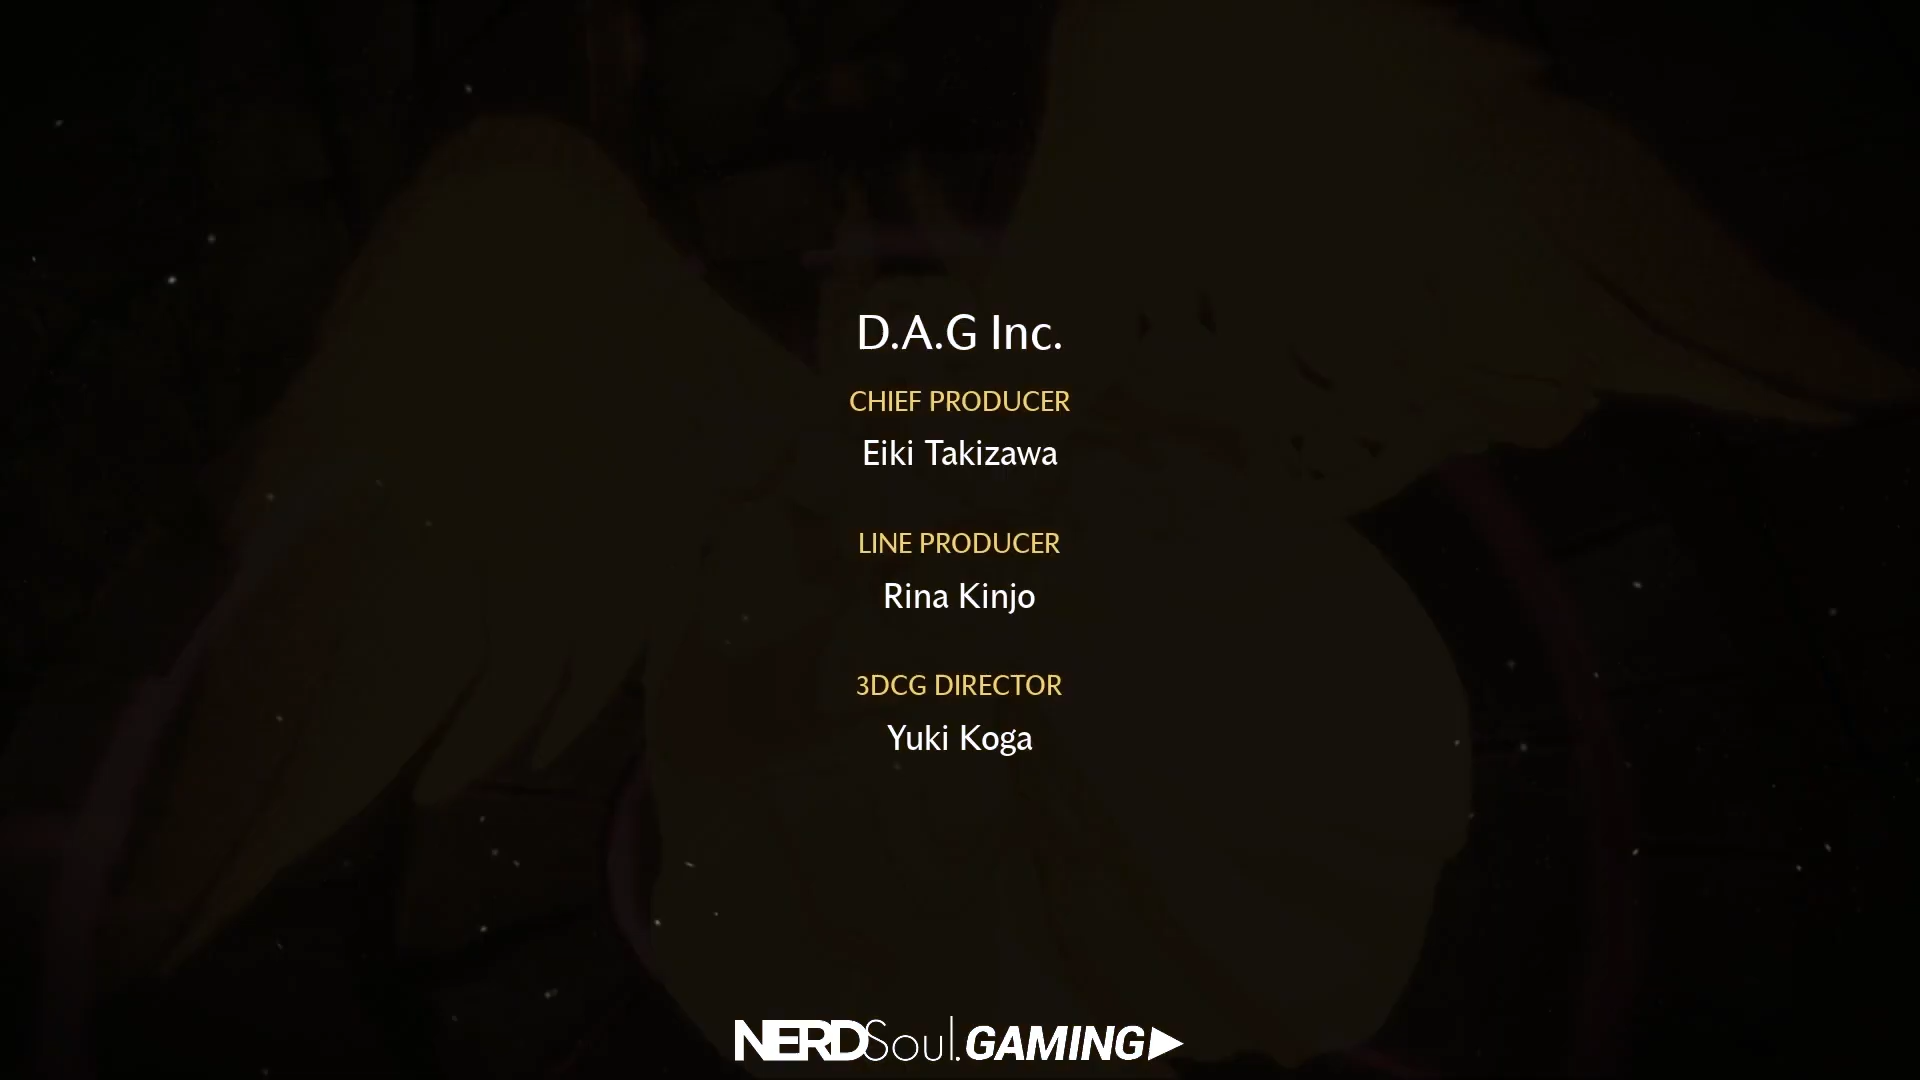 D.A.G Inc.
CHIEF PRODUCER
Eiki Takizawa
LINE PRODUCER
Rina Kinjo
3DCG DIRECTOR
Yuki Koga
NERDSoul.GAMING